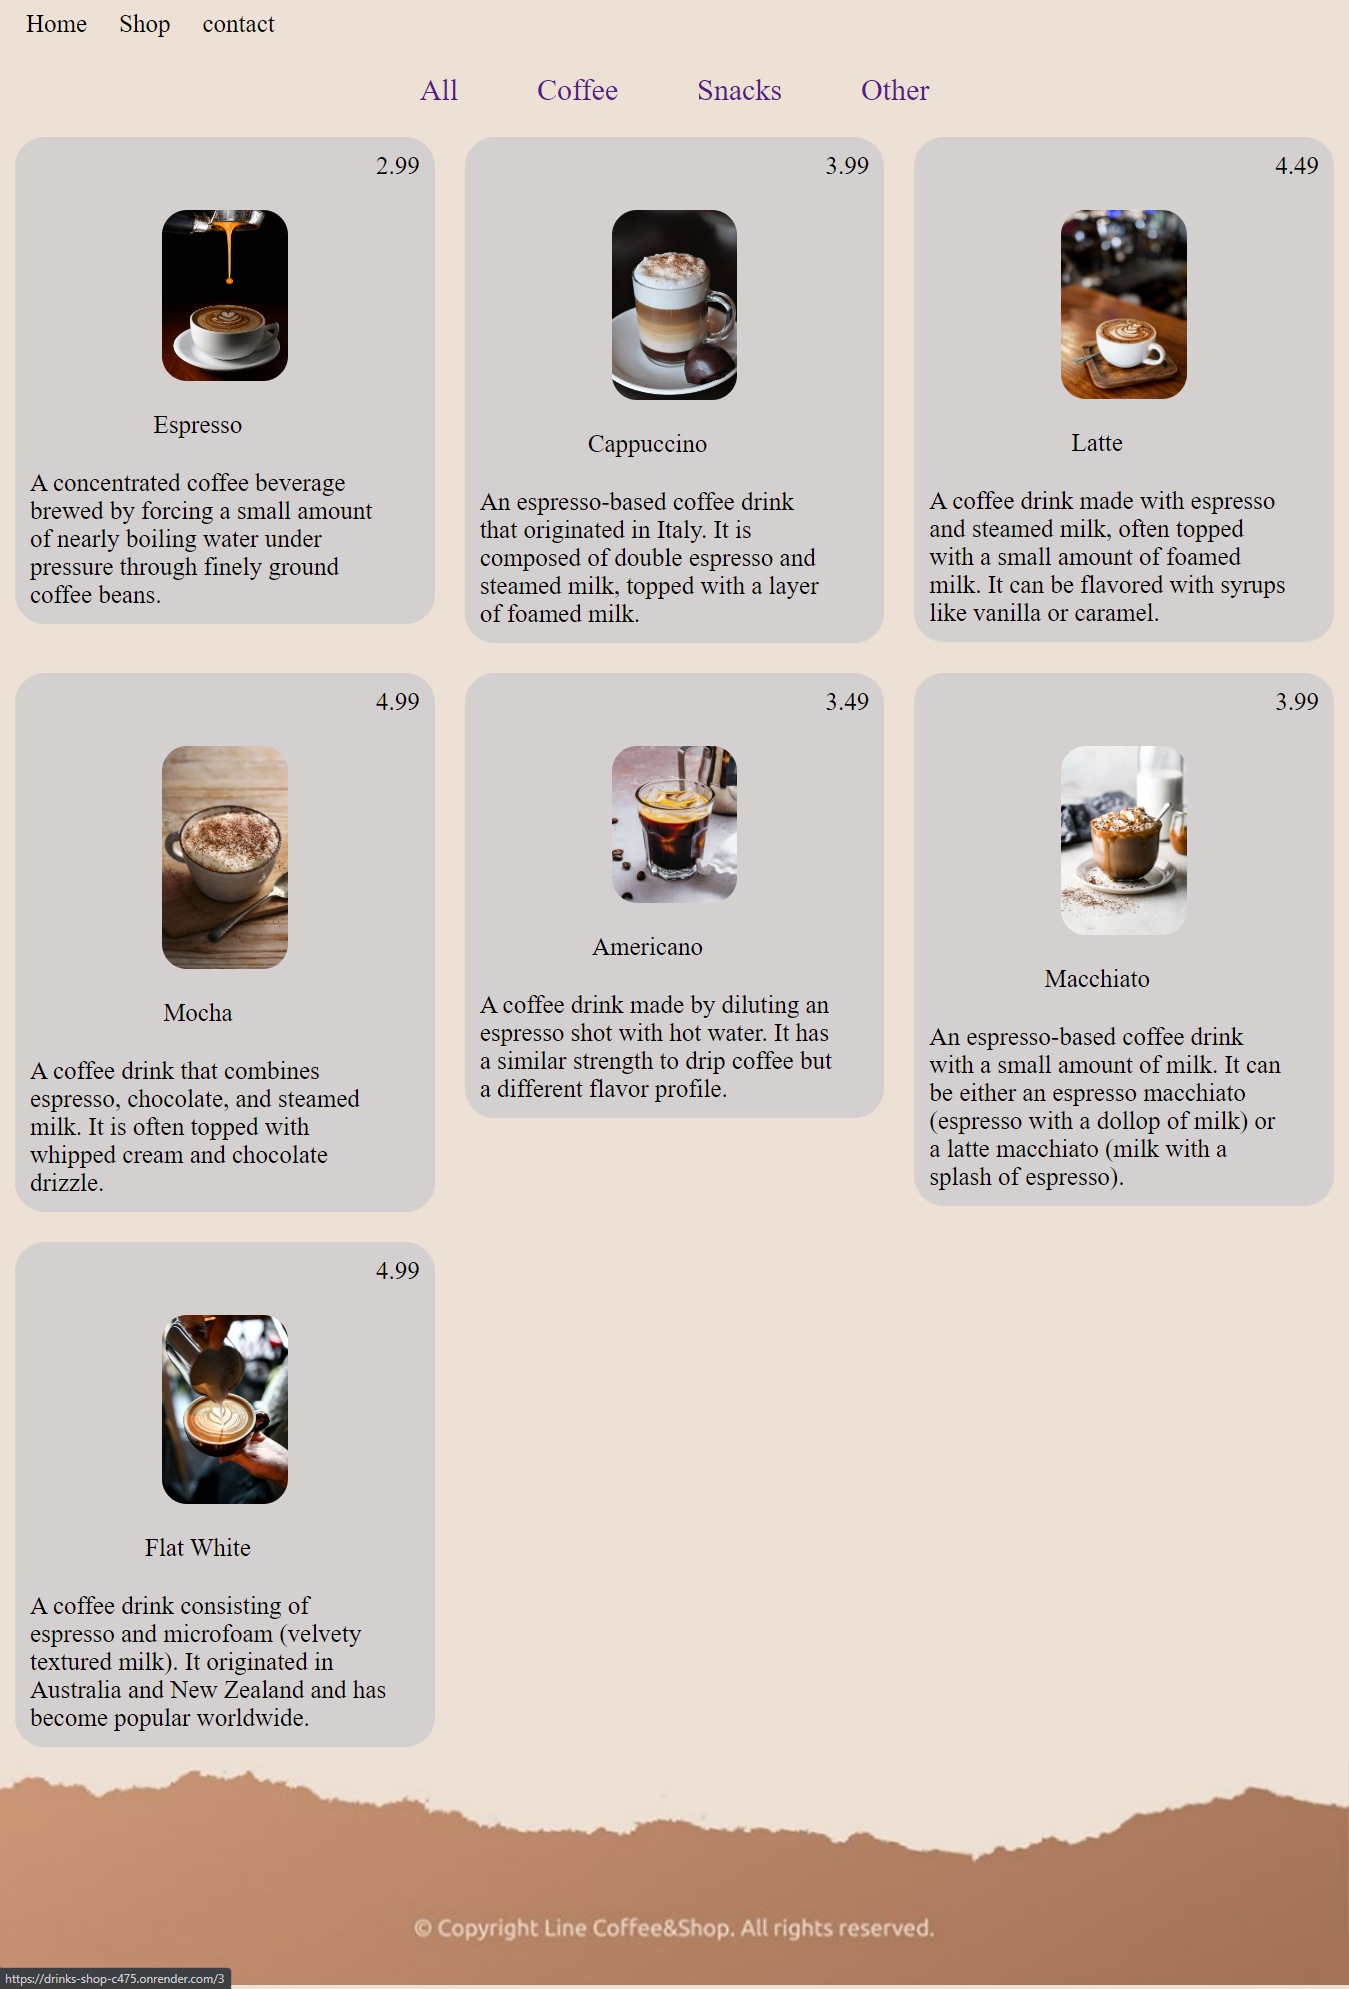 Home Shop contact
All Coffee Snacks Other
2.99
Espresso
A concentrated coffee beverage
brewed by forcing a small amount
of nearly boiling water under
pressure through finely ground
coffee beans.
3.99
Cappuccino
An espresso-based coffee drink
that originated in Italy. It is
composed of double espresso and
steamed milk, topped with a layer
of foamed milk.
4.49
Latte
A coffee drink made with espresso
and steamed milk, often topped
with a small amount of foamed
milk. It can be flavored with syrups
like vanilla or caramel.
4.99
Mocha
A coffee drink that combines
espresso, chocolate, and steamed
milk. It is often topped with
whipped cream and chocolate
drizzle.
3.49
Americano
A coffee drink made by diluting an
espresso shot with hot water. It has
a similar strength to drip coffee but
a different flavor profile.
3.99
Macchiato
An espresso-based coffee drink
with a small amount of milk. It can
be either an espresso macchiato
(espresso with a dollop of milk) or
a latte macchiato (milk with a
splash of espresso).
4.99
Flat White
A coffee drink consisting of
espresso and microfoam (velvety
textured milk). It originated in
Australia and New Zealand and has
become popular worldwide.
© Copyright Line Coffee&Shop. All rights reserved.
https://drinks-shop-c475.onrender.com/3